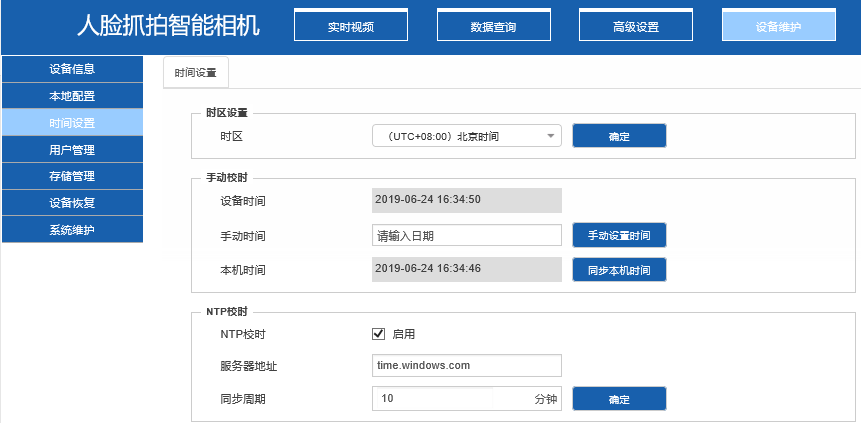 人脸抓拍智能相机
实时视频 数据查询 高级设置 设备维护
设备信息
本地配置
时间设置
用户管理
存储管理
设备恢复
系统维护
时间设置
时区设置
时区 （UTC+08:00）北京时间 确定
手动校时
设备时间 2019-06-24 16:34:50
手动时间 请输入日期 手动设置时间
本机时间 2019-06-24 16:34:46 同步本机时间
NTP校时
NTP校时 启用
服务器地址 time.windows.com
同步周期 10 分钟 确定